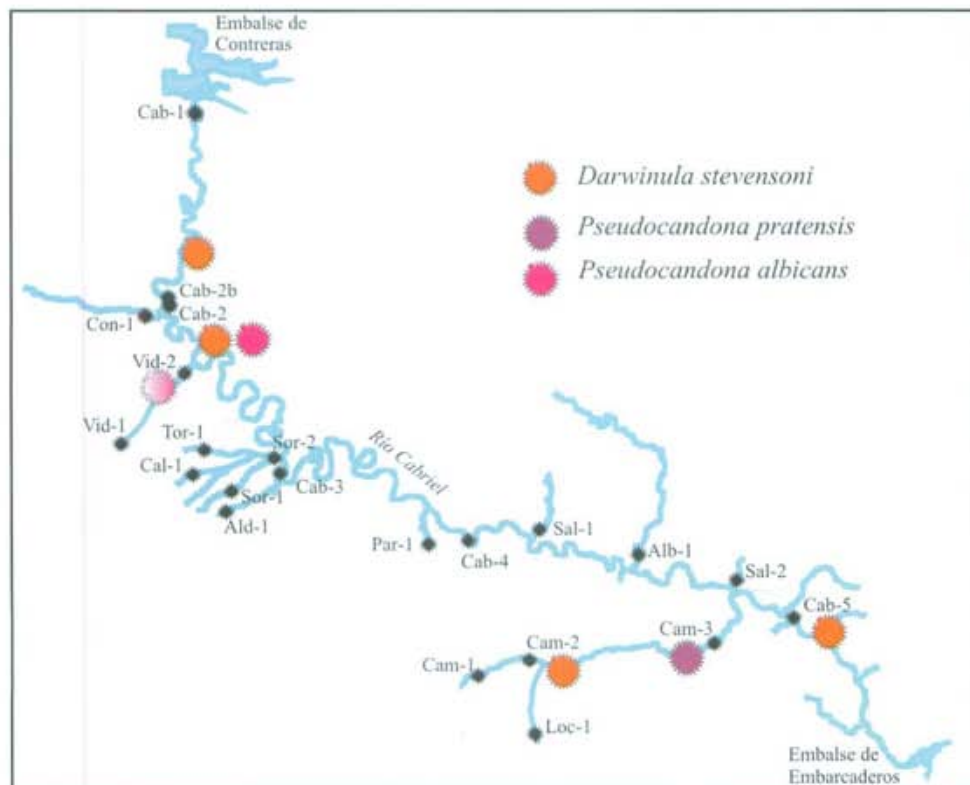 Embalse de
Contreras
Cab-1
Darwinula stevensoni
Pseudocandona pratensis
Pseudocandona albicans
Cab-2b
Cab-2
Con-1
Vid-2
Vid-1
Tor-1
Sor-2
Cal-1
Cab-3
Sor-1
Ald-1
Río Cabriel
Par-1
Cab-4
Sal-1
Alb-1
Sal-2
Cab-5
Cam-3
Cam-2
Cam-1
Loc-1
Embalse de
Embarcaderos